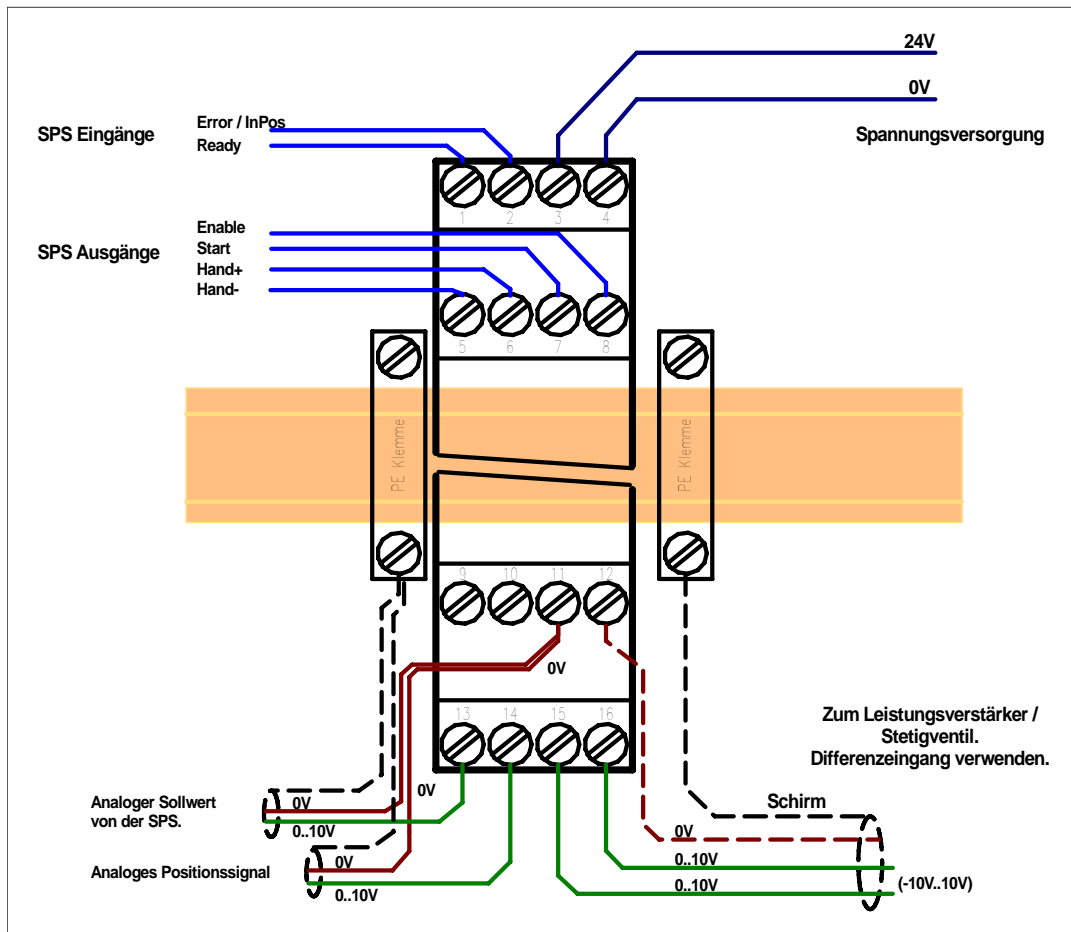 24V
0V
Spannungsversorgung
SPS Eingänge
Error / InPos
Ready
1
2
3
4
SPS Ausgänge
Enable
Start
Hand+
Hand-
5
6
7
8
PE Klemme
PE Klemme
9
10
11
12
0V
13
14
15
16
Zum Leistungsverstärker /
Stetigventil.
Differenzeingang verwenden.
0V
Analoger Sollwert
von der SPS.
0V
0..10V
Schirm
0V
Analoges Positionssignal
0V
0..10V
0..10V
0..10V
(-10V..10V)